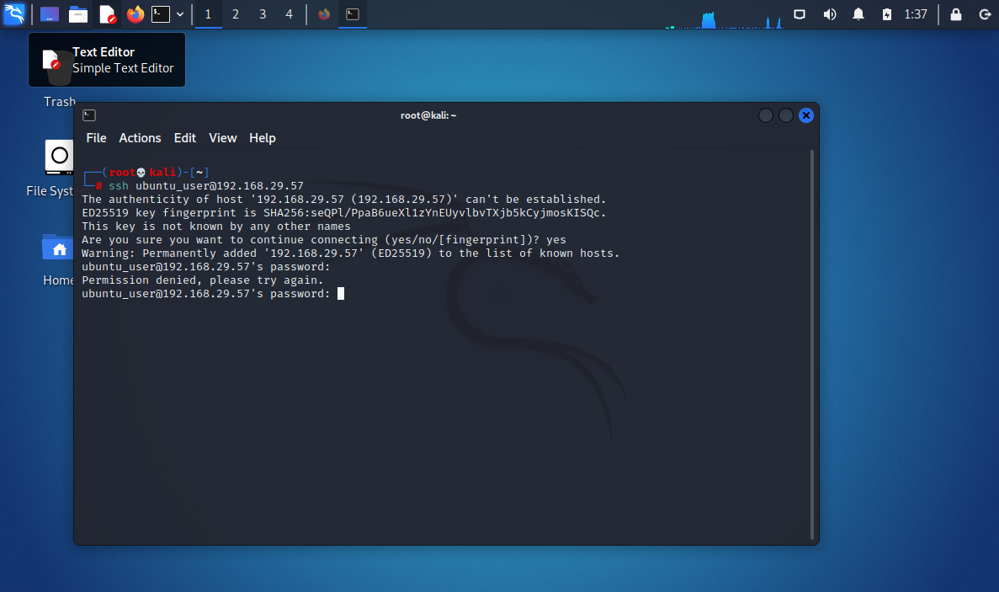 1 2 3 4 1:37
Text Editor
Simple Text Editor
Trash
File Syst
Home
root@kali: ~
File Actions Edit View Help
┌──(root💀kali)-[~]
└─# ssh ubuntu_user@192.168.29.57
The authenticity of host '192.168.29.57 (192.168.29.57)' can't be established.
ED25519 key fingerprint is SHA256:seQPl/PpaB6ueXl1zYnEUyvlbvTXjb5kCyjmosKISQc.
This key is not known by any other names
Are you sure you want to continue connecting (yes/no/[fingerprint])? yes
Warning: Permanently added '192.168.29.57' (ED25519) to the list of known hosts.
ubuntu_user@192.168.29.57's password:
Permission denied, please try again.
ubuntu_user@192.168.29.57's password: